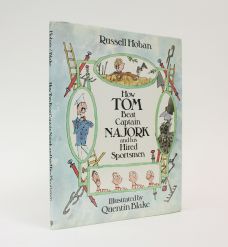 Russell Hoban
How
TOM
Beat
Captain
NAJORK
and his
Hired
Sportsmen
Illustrated by
Quentin Blake